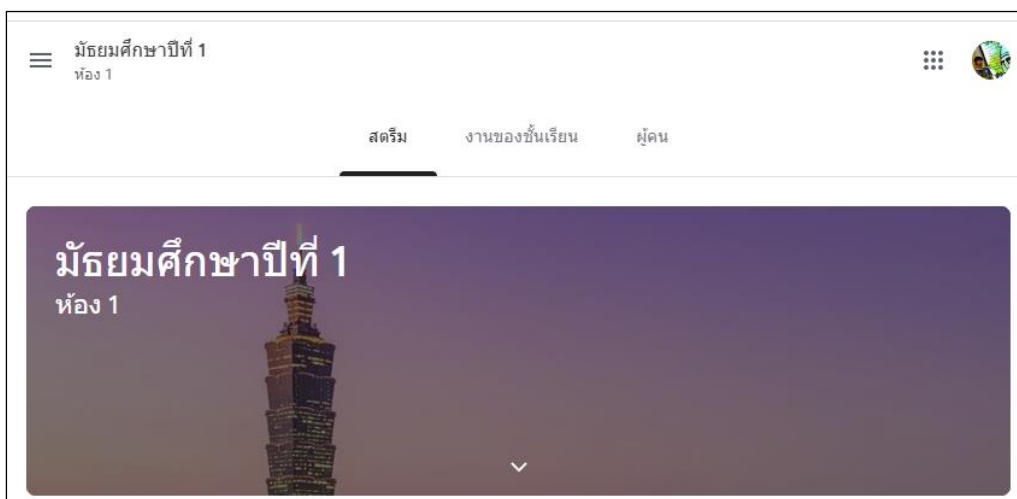 มัธยมศึกษาปีที่ 1
ห้อง 1
สตรีม งานของชั้นเรียน ผู้คน
มัธยมศึกษาปีที่ 1
ห้อง 1